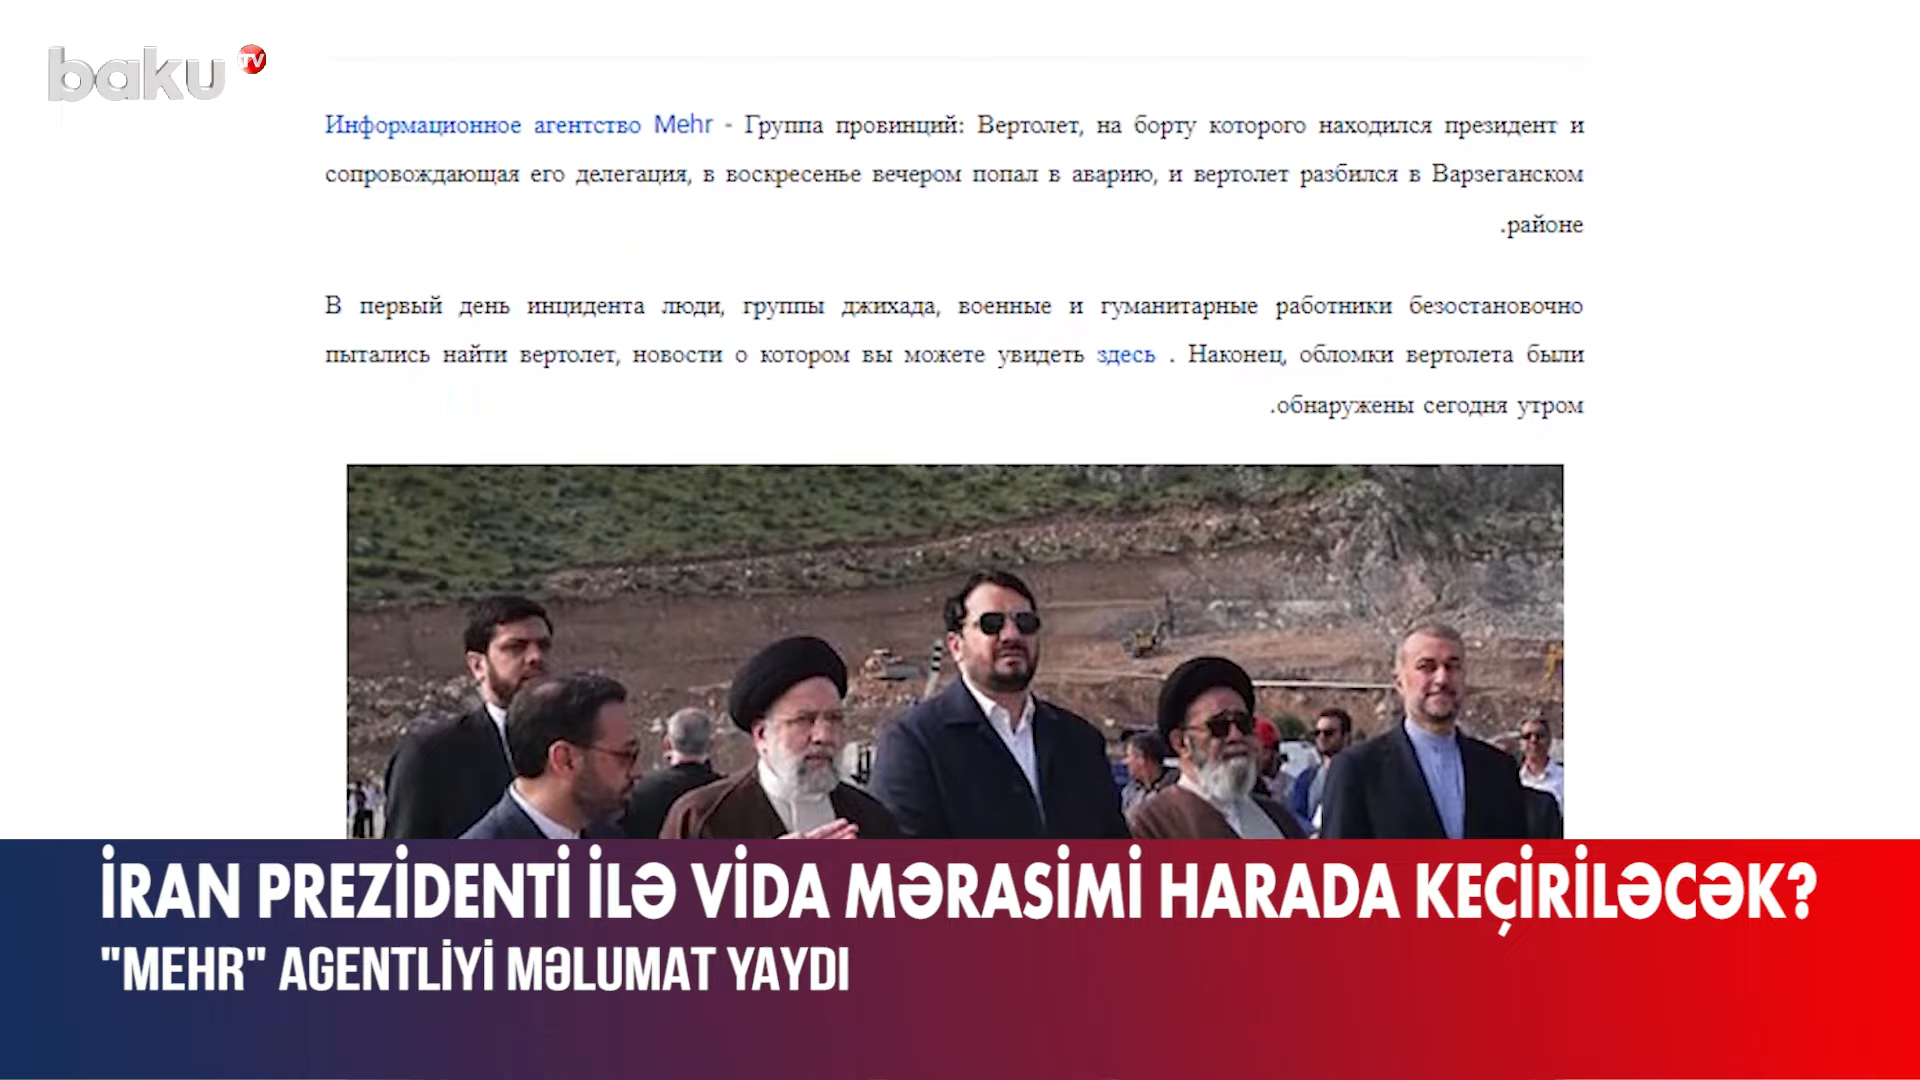 baku TV
Информационное агентство Mehr - Группа провинций: Вертолет, на борту которого находился президент и
сопровождающая его делегация, в воскресенье вечером попал в аварию, и вертолет разбился в Варзеганском
.районе
В первый день инцидента люди, группы джихада, военные и гуманитарные работники безостановочно
пытались найти вертолет, новости о котором вы можете увидеть здесь . Наконец, обломки вертолета были
.обнаружены сегодня утром
İRAN PREZİDENTİ İLƏ VİDA MƏRASİMİ HARADA KEÇİRİLƏCƏK?
"MEHR" AGENTLİYİ MƏLUMAT YAYDI